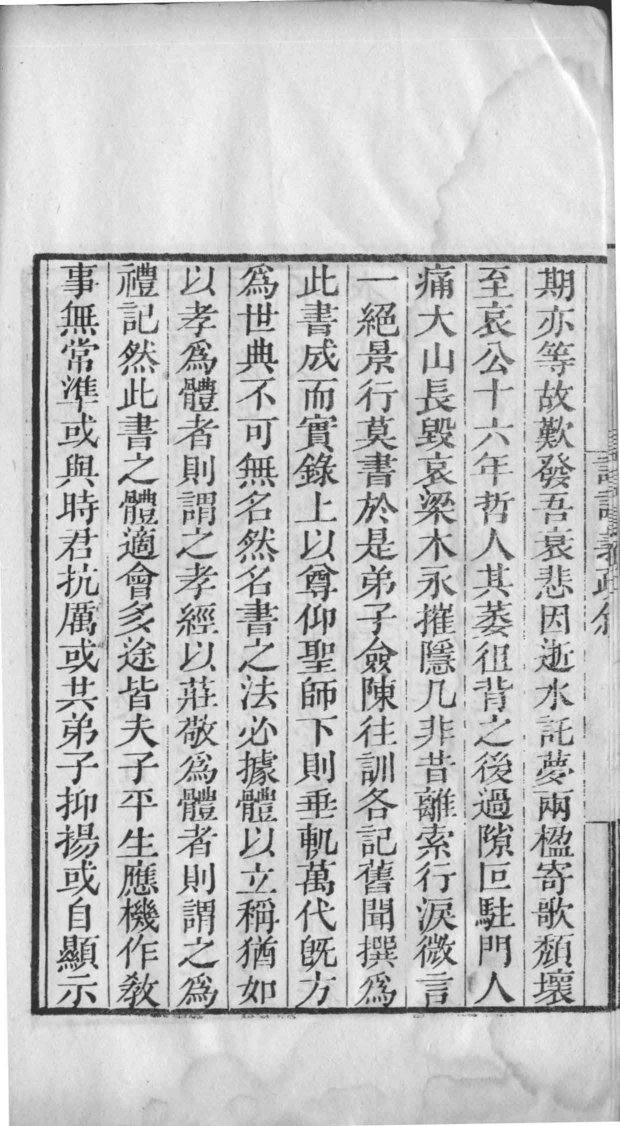 期亦等故歎發吾衰悲因逝水託夢兩楹寄歌頹壞
至哀公十六年哲人其萎徂背之後過隙叵駐門人
痛大山長毀哀梁木永摧隱几非昔離索行淚微言
一絕景行莫書於是弟子僉陳往訓各記舊聞撰爲
此書成而實錄上以尊仰聖師下則垂軌萬代旣方
爲世典不可無名然名書之法必據體以立稱猶如
以孝爲體者則謂之孝經以莊敬爲體者則謂之爲
禮記然此書之體適會多途皆夫子平生應機作敎
事無常準或與時君抗厲或共弟子抑揚或自顯示